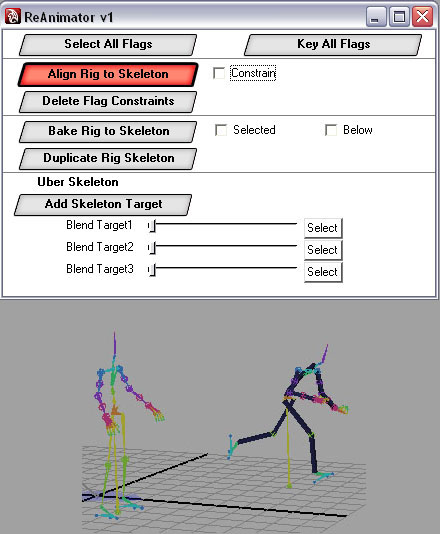 ReAnimator v1
Select All Flags Key All Flags
Align Rig to Skeleton Constrain
Delete Flag Constraints
Bake Rig to Skeleton Selected Below
Duplicate Rig Skeleton
Uber Skeleton
Add Skeleton Target
Blend Target1 Select
Blend Target2 Select
Blend Target3 Select